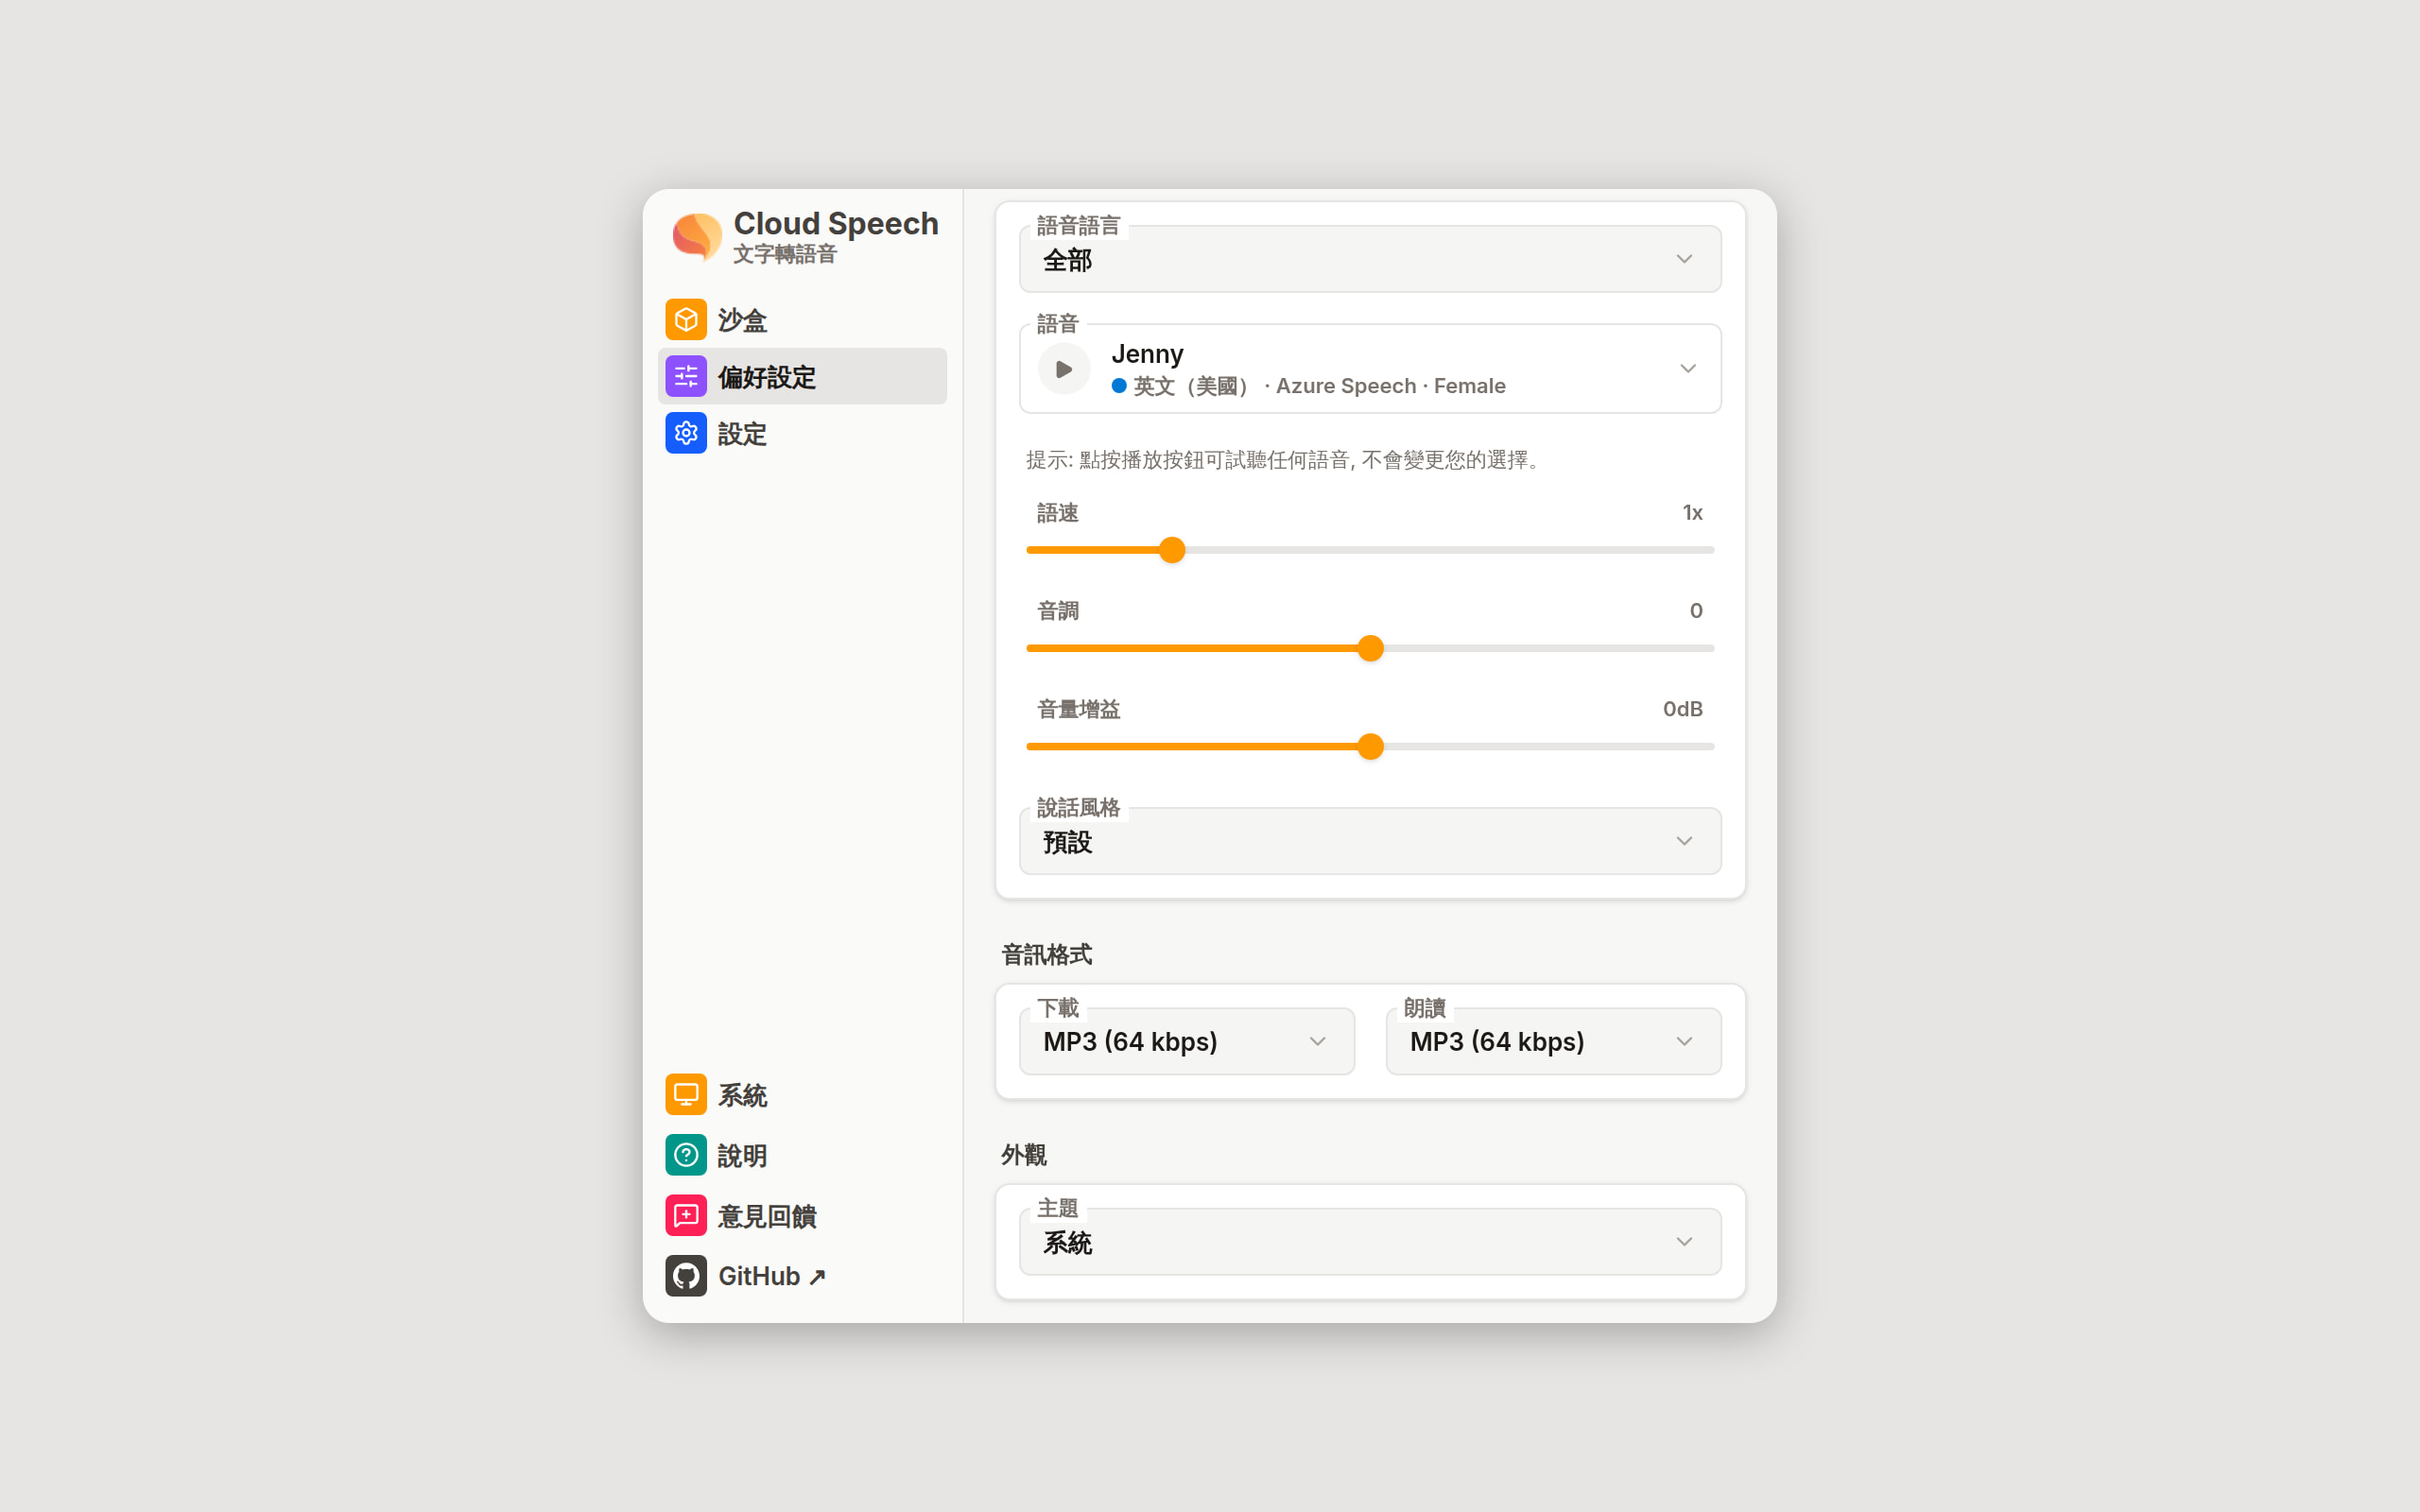 Cloud Speech
文字轉語音
沙盒
偏好設定
設定
系統
說明
意見回饋
GitHub ↗
語音語言
全部
語音
Jenny
英文（美國） · Azure Speech · Female
提示: 點按播放按鈕可試聽任何語音, 不會變更您的選擇。
語速 1x
音調 0
音量增益 0dB
說話風格
預設
音訊格式
下載
MP3 (64 kbps)
朗讀
MP3 (64 kbps)
外觀
主題
系統